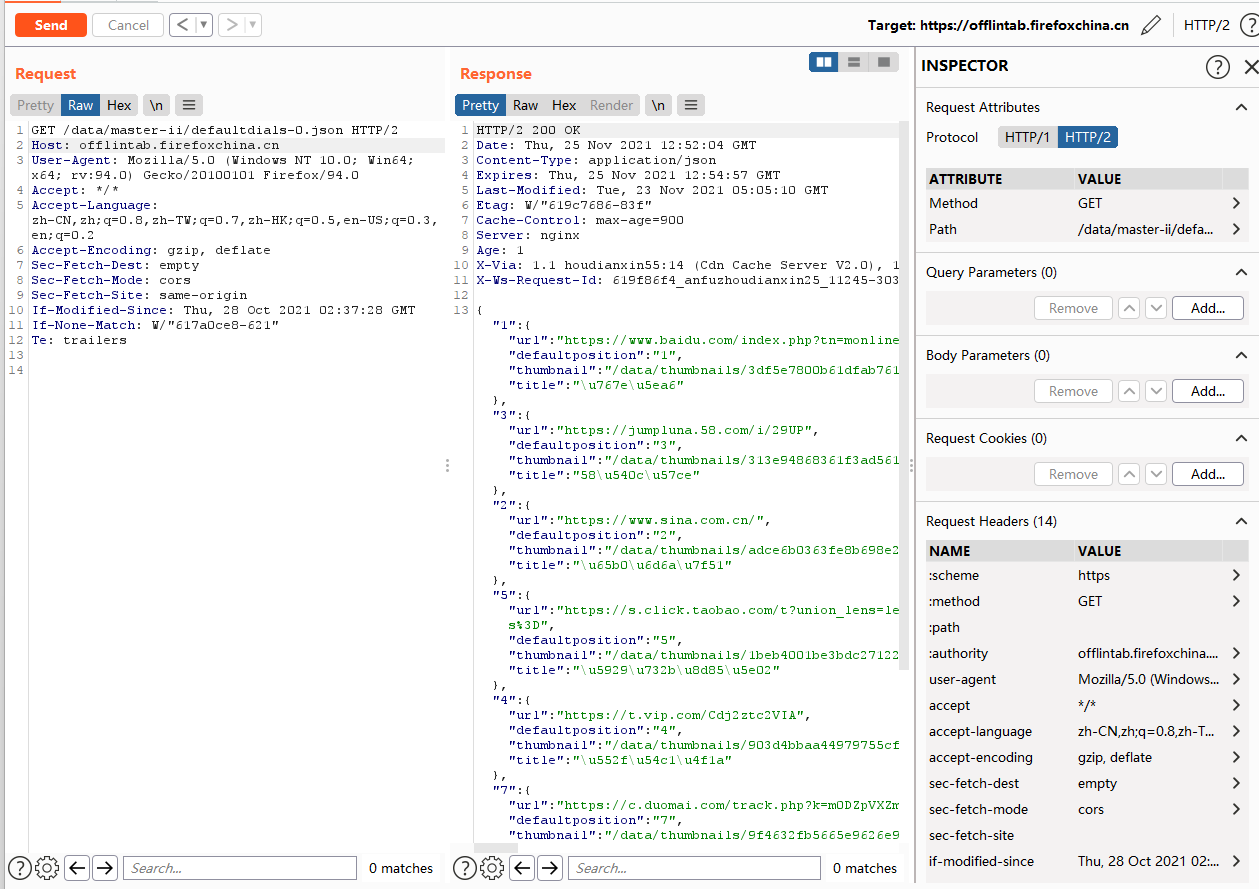 Send
Cancel
Target: https://offlintab.firefoxchina.cn
HTTP/2
Request
Pretty
Raw
Hex
\n
1 GET /data/master-ii/defaultdials-0.json HTTP/2
2 Host: offlintab.firefoxchina.cn
3 User-Agent: Mozilla/5.0 (Windows NT 10.0; Win64;
x64; rv:94.0) Gecko/20100101 Firefox/94.0
4 Accept: */*
5 Accept-Language:
zh-CN,zh;q=0.8,zh-TW;q=0.7,zh-HK;q=0.5,en-US;q=0.3,
en;q=0.2
6 Accept-Encoding: gzip, deflate
7 Sec-Fetch-Dest: empty
8 Sec-Fetch-Mode: cors
9 Sec-Fetch-Site: same-origin
10 If-Modified-Since: Thu, 28 Oct 2021 02:37:28 GMT
11 If-None-Match: W/"617a0ce8-621"
12 Te: trailers
13
14
Search...
0 matches
Response
Pretty
Raw
Hex
Render
\n
1 HTTP/2 200 OK
2 Date: Thu, 25 Nov 2021 12:52:04 GMT
3 Content-Type: application/json
4 Expires: Thu, 25 Nov 2021 12:54:57 GMT
5 Last-Modified: Tue, 23 Nov 2021 05:05:10 GMT
6 Etag: W/"619c7686-83f"
7 Cache-Control: max-age=900
8 Server: nginx
9 Age: 1
10 X-Via: 1.1 houdianxin55:14 (Cdn Cache Server V2.0), 1
11 X-Ws-Request-Id: 619f86f4_anfuzhoudianxin25_11245-303
12
13 {
"1":{
"url":"https://www.baidu.com/index.php?tn=monline
"defaultposition":"1",
"thumbnail":"/data/thumbnails/3df5e7800b61dfab761
"title":"\u767e\u5ea6"
},
"3":{
"url":"https://jumpluna.58.com/i/29UP",
"defaultposition":"3",
"thumbnail":"/data/thumbnails/313e94868361f3ad561
"title":"58\u540c\u57ce"
},
"2":{
"url":"https://www.sina.com.cn/",
"defaultposition":"2",
"thumbnail":"/data/thumbnails/adce6b0363fe8b698e2
"title":"\u65b0\u6d6a\u7f51"
},
"5":{
"url":"https://s.click.taobao.com/t?union_lens=le
s%3D",
"defaultposition":"5",
"thumbnail":"/data/thumbnails/1beb4001be3bdc27122
"title":"\u5929\u732b\u8d85\u5e02"
},
"4":{
"url":"https://t.vip.com/Cdj2ztc2VIA",
"defaultposition":"4",
"thumbnail":"/data/thumbnails/903d4bbaa44979755cf
"title":"\u552f\u54c1\u4f1a"
},
"7":{
"url":"https://c.duomai.com/track.php?k=mODZpVXZm
"defaultposition":"7",
"thumbnail":"/data/thumbnails/9f4632fb5665e9626e9
Search...
0 matches
INSPECTOR
Request Attributes
Protocol HTTP/1 HTTP/2
ATTRIBUTE VALUE
Method GET
Path /data/master-ii/defa...
Query Parameters (0)
Remove Add...
Body Parameters (0)
Remove Add...
Request Cookies (0)
Remove Add...
Request Headers (14)
NAME VALUE
:scheme https
:method GET
:path
:authority offlintab.firefoxchina....
user-agent Mozilla/5.0 (Windows...
accept */*
accept-language zh-CN,zh;q=0.8,zh-T...
accept-encoding gzip, deflate
sec-fetch-dest empty
sec-fetch-mode cors
sec-fetch-site
if-modified-since Thu, 28 Oct 2021 02:...